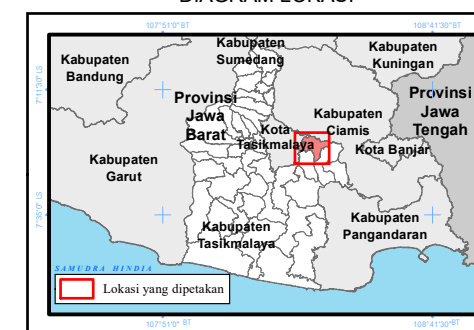 DIAGRAM LOKASI
107°51'0" BT
108°41'30"BT
Kabupaten
Bandung
Kabupaten
Sumedang
Kabupaten
Kuningan
7°11'30" LS
Provinsi
Jawa
Barat
Provinsi
Jawa
Tengah
Kabupaten
Ciamis
Kota
Tasikmalaya
Kota Banjar
Kabupaten
Garut
7°35'0" LS
Kabupaten
Tasikmalaya
Kabupaten
Pangandaran
SAMUDRA HINDIA
Lokasi yang dipetakan
107°51'0" BT
108°41'30"BT